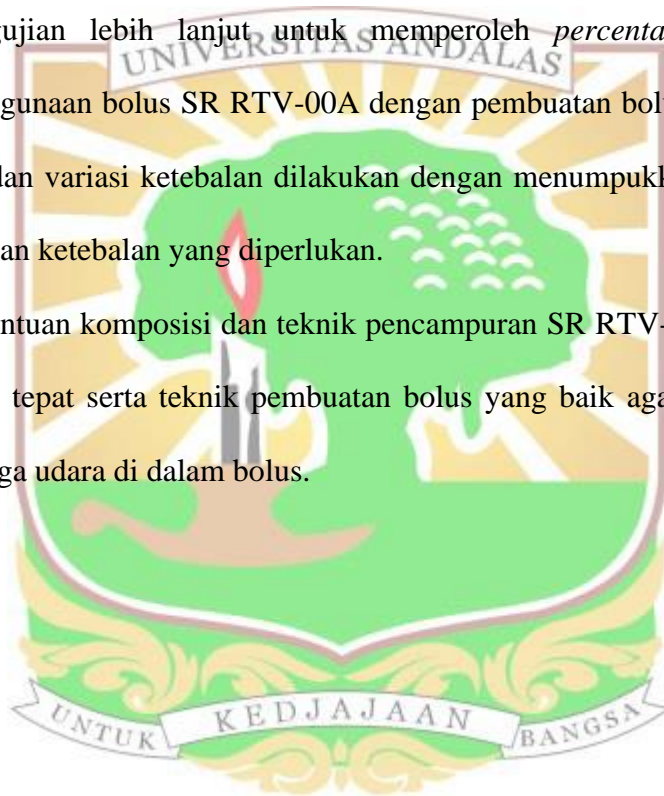 gujian lebih lanjut untuk memperoleh percenta
UNIVERSITAS ANDALAS
gunaan bolus SR RTV-00A dengan pembuatan bol
dan variasi ketebalan dilakukan dengan menumpukk
an ketebalan yang diperlukan.
ntuan komposisi dan teknik pencampuran SR RTV-
tepat serta teknik pembuatan bolus yang baik aga
ga udara di dalam bolus.
UNTUK KEDJAJAAN BANGSA